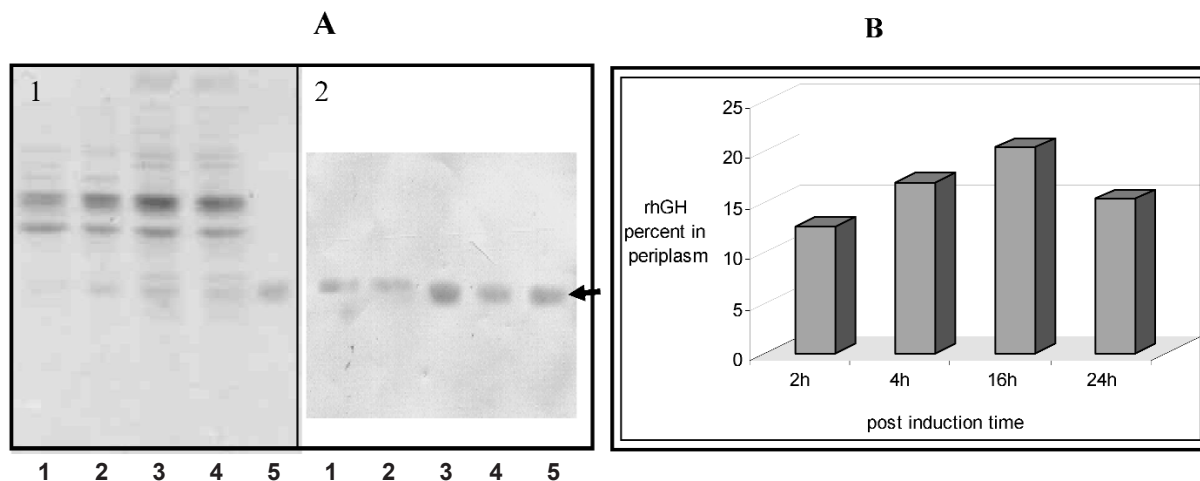 A
B
1
2
1 2 3 4 5
1 2 3 4 5
25
20
15
10
5
0
rhGH
percent in
periplasm
2h 4h 16h 24h
post induction time